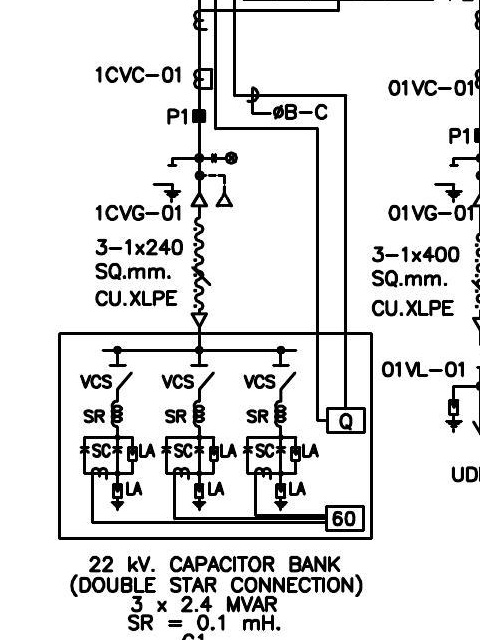 1CVC-01
01VC-01
øB-C
P1
P1
1CVG-01
01VG-01
3-1x240
SQ.mm.
CU.XLPE
3-1x400
SQ.mm.
CU.XLPE
01VL-01
VCS VCS VCS
SR SR SR
Q
SC LA SC LA SC LA
LA LA LA
60
22 kV. CAPACITOR BANK
(DOUBLE STAR CONNECTION)
3 x 2.4 MVAR
SR = 0.1 mH.